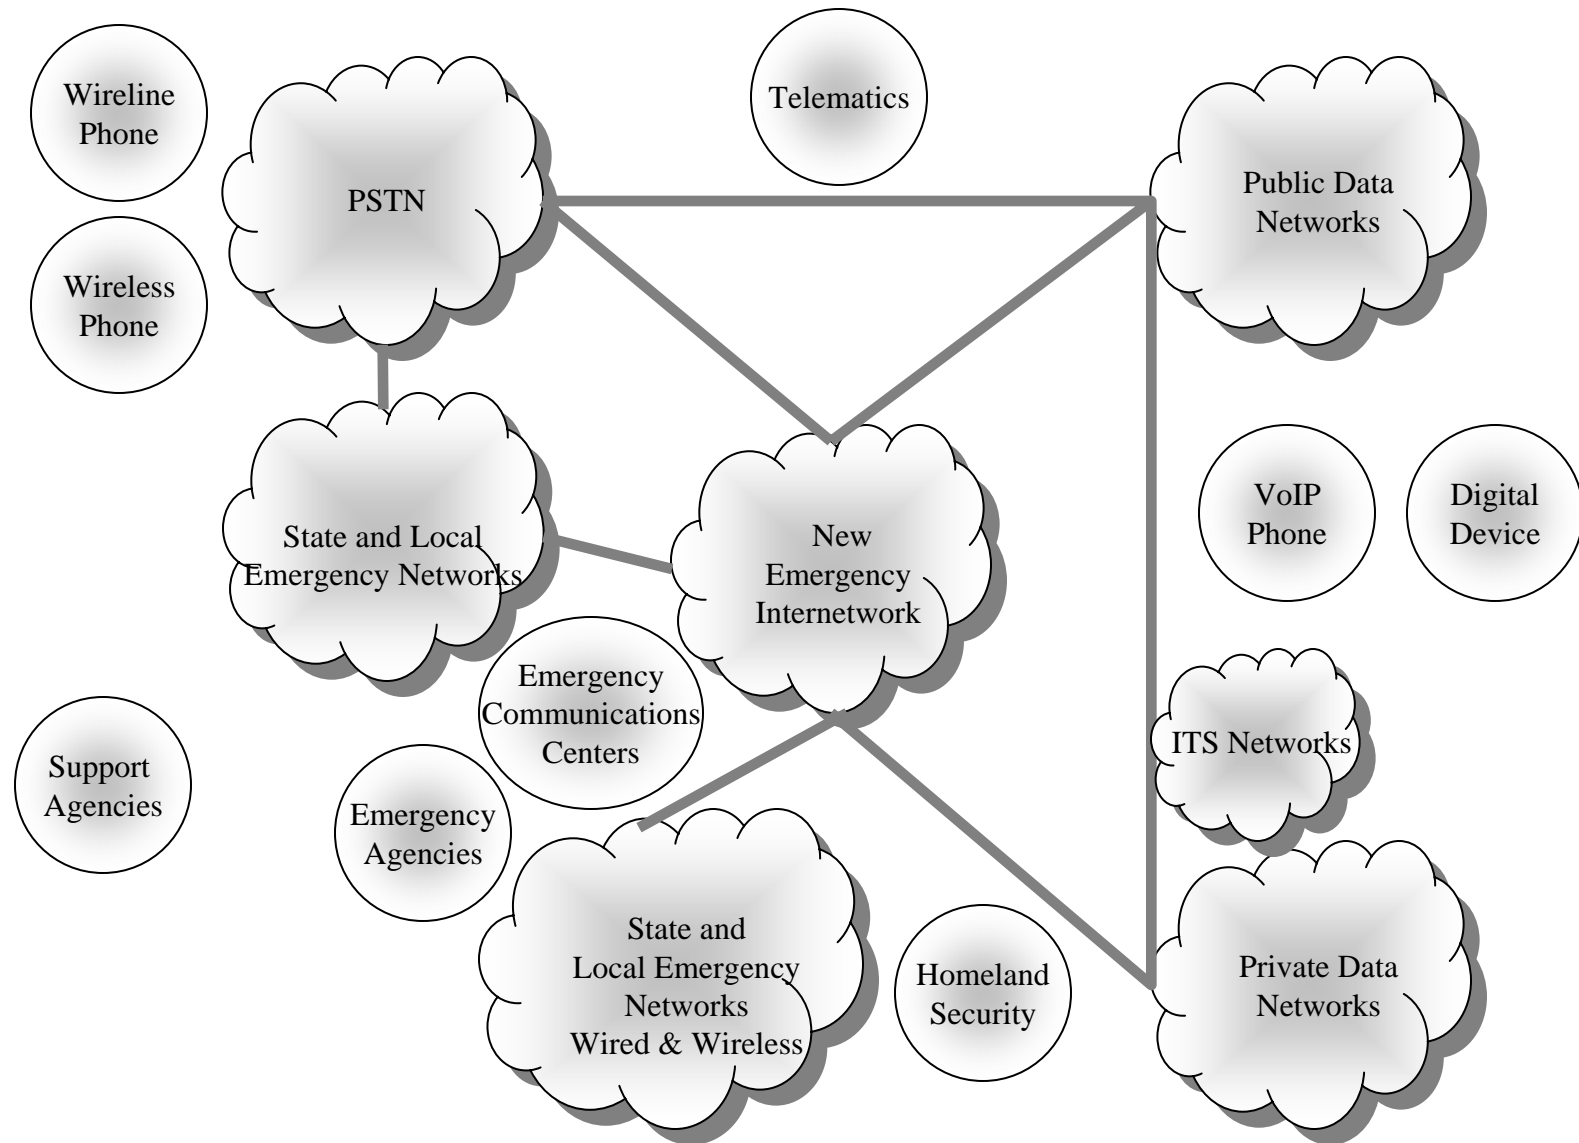 Wireline
Phone
Telematics
PSTN
Public Data
Networks
Wireless
Phone
State and Local
Emergency Networks
New
Emergency
Internetwork
VoIP
Phone
Digital
Device
Emergency
Communications
Centers
ITS Networks
Support
Agencies
Emergency
Agencies
State and
Local Emergency
Networks
Wired & Wireless
Homeland
Security
Private Data
Networks